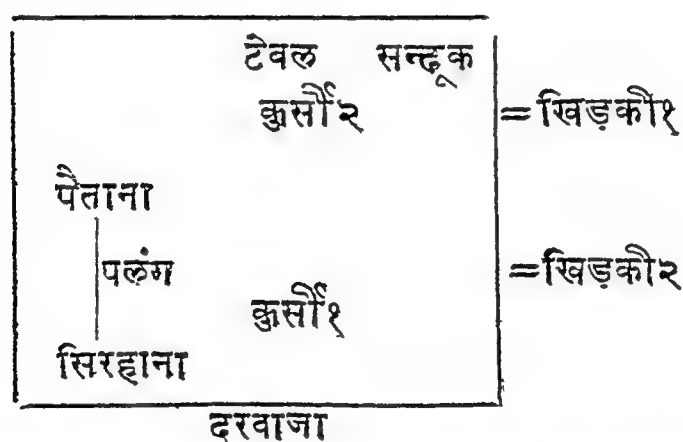 टेवल सन्दूक
कुर्सी२ =खिड़की१
पैताना
पलंग =खिड़की२
कुर्सी१
सिरहाना
दरवाजा